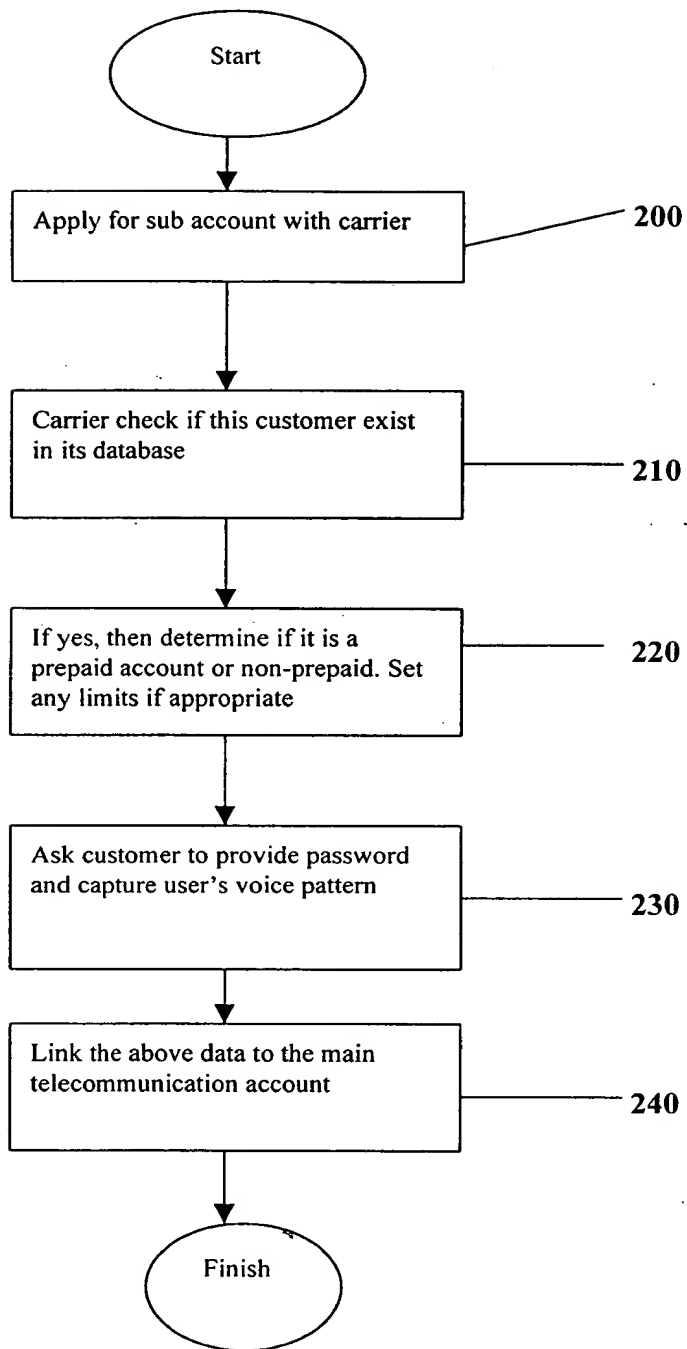 Start
Apply for sub account with carrier
200
Carrier check if this customer exist
in its database
210
If yes, then determine if it is a
prepaid account or non-prepaid. Set
any limits if appropriate
220
Ask customer to provide password
and capture user's voice pattern
230
Link the above data to the main
telecommunication account
240
Finish